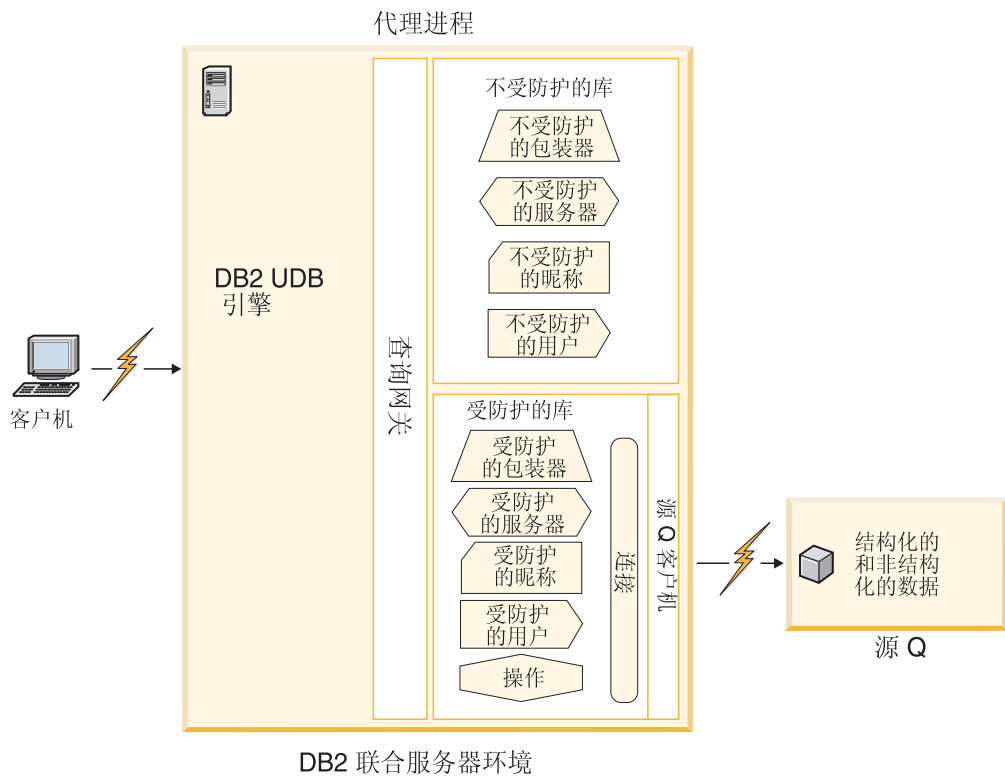 代理进程
DB2 UDB
引擎
查询网关
不受防护的库
不受防护
的包装器
不受防护
的服务器
不受防护
的昵称
不受防护
的用户
受防护的库
受防护
的包装器
受防护
的服务器
受防护
的昵称
受防护
的用户
操作
连接
源 Q 客户机
客户机
结构化的
和非结构
化的数据
源 Q
DB2 联合服务器环境